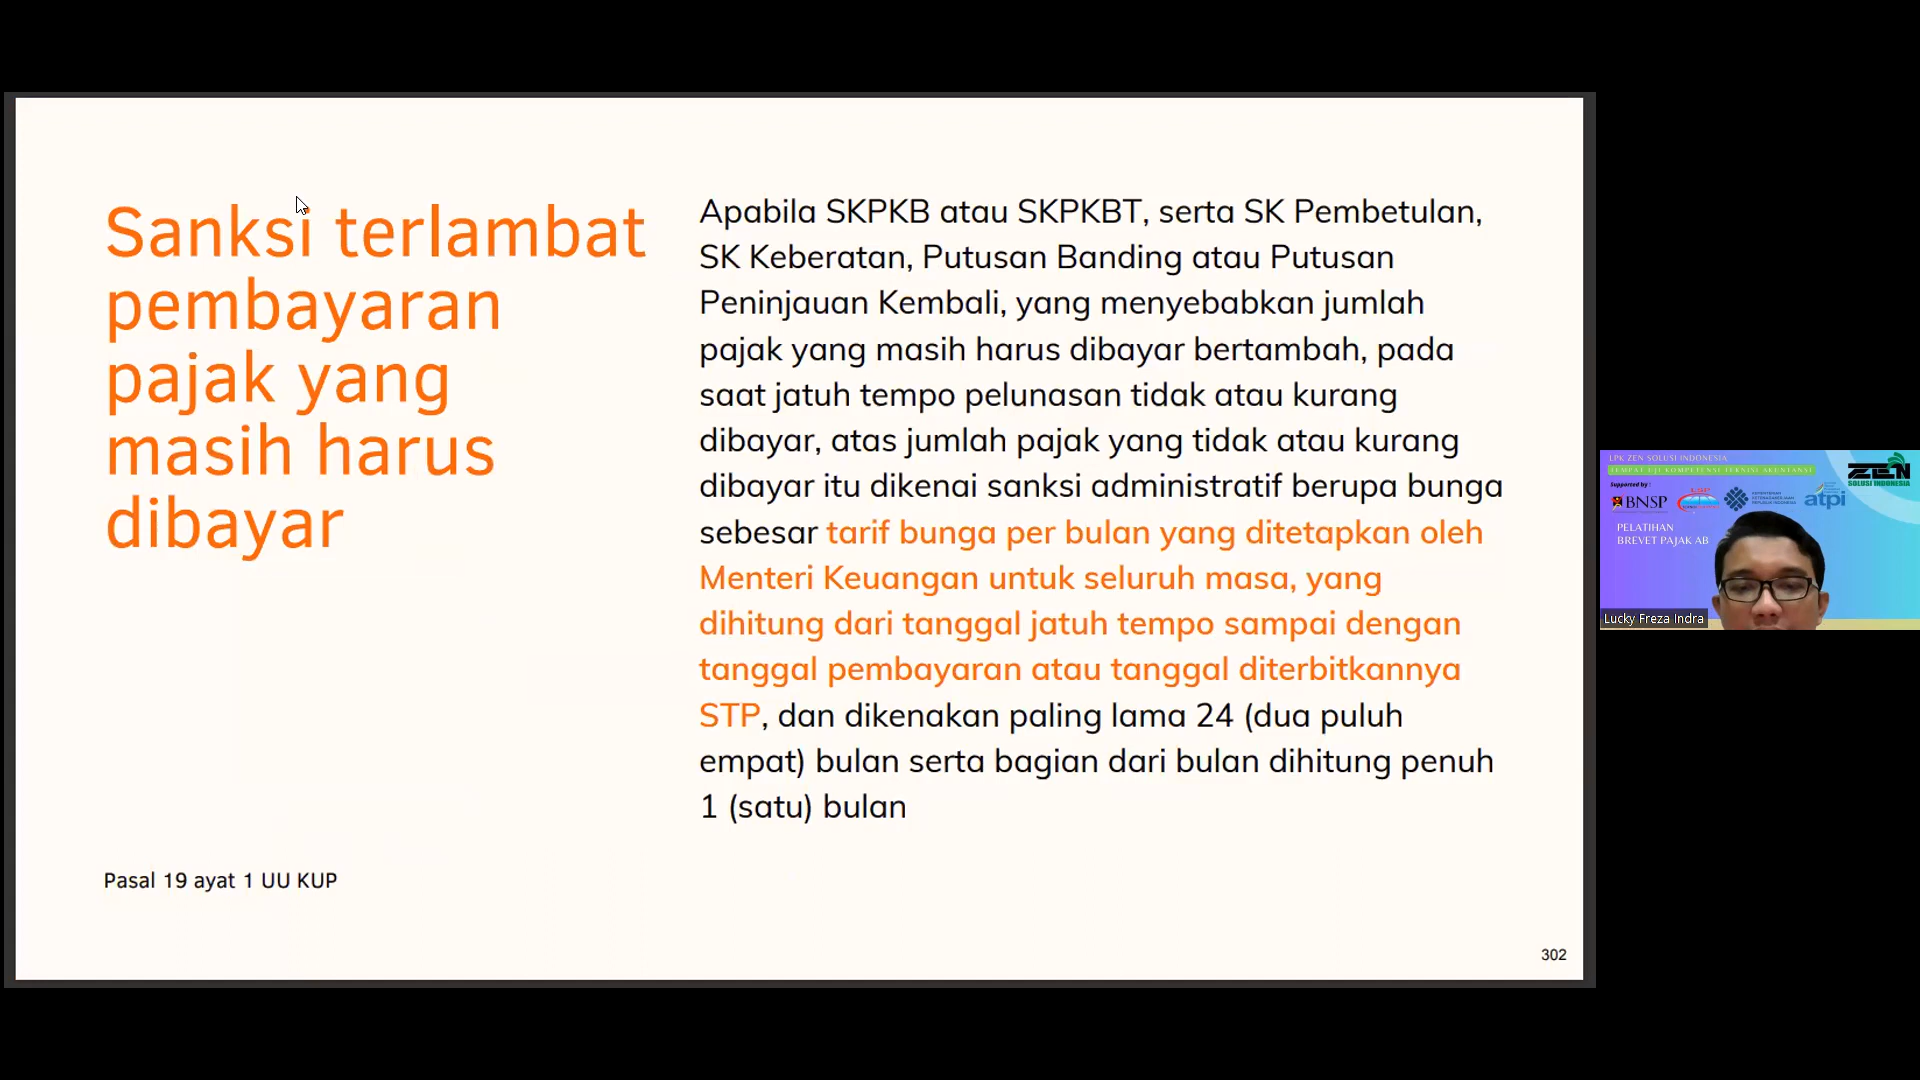 Sanksi terlambat
pembayaran
pajak yang
masih harus
dibayar
Pasal 19 ayat 1 UU KUP
Apabila SKPKB atau SKPKBT, serta SK Pembetulan,
SK Keberatan, Putusan Banding atau Putusan
Peninjauan Kembali, yang menyebabkan jumlah
pajak yang masih harus dibayar bertambah, pada
saat jatuh tempo pelunasan tidak atau kurang
dibayar, atas jumlah pajak yang tidak atau kurang
dibayar itu dikenai sanksi administratif berupa bunga
sebesar tarif bunga per bulan yang ditetapkan oleh
Menteri Keuangan untuk seluruh masa, yang
dihitung dari tanggal jatuh tempo sampai dengan
tanggal pembayaran atau tanggal diterbitkannya
STP, dan dikenakan paling lama 24 (dua puluh
empat) bulan serta bagian dari bulan dihitung penuh
1 (satu) bulan
302
LPK ZEN SOLUSI INDONESIA
TEMPAT UJI KOMPETENSI TEKNISI AKUNTANSI
ZEN
SOLUSI INDONESIA
Supported by :
BNSP
atpi
PELATIHAN
BREVET PAJAK AB
Lucky Freza Indra